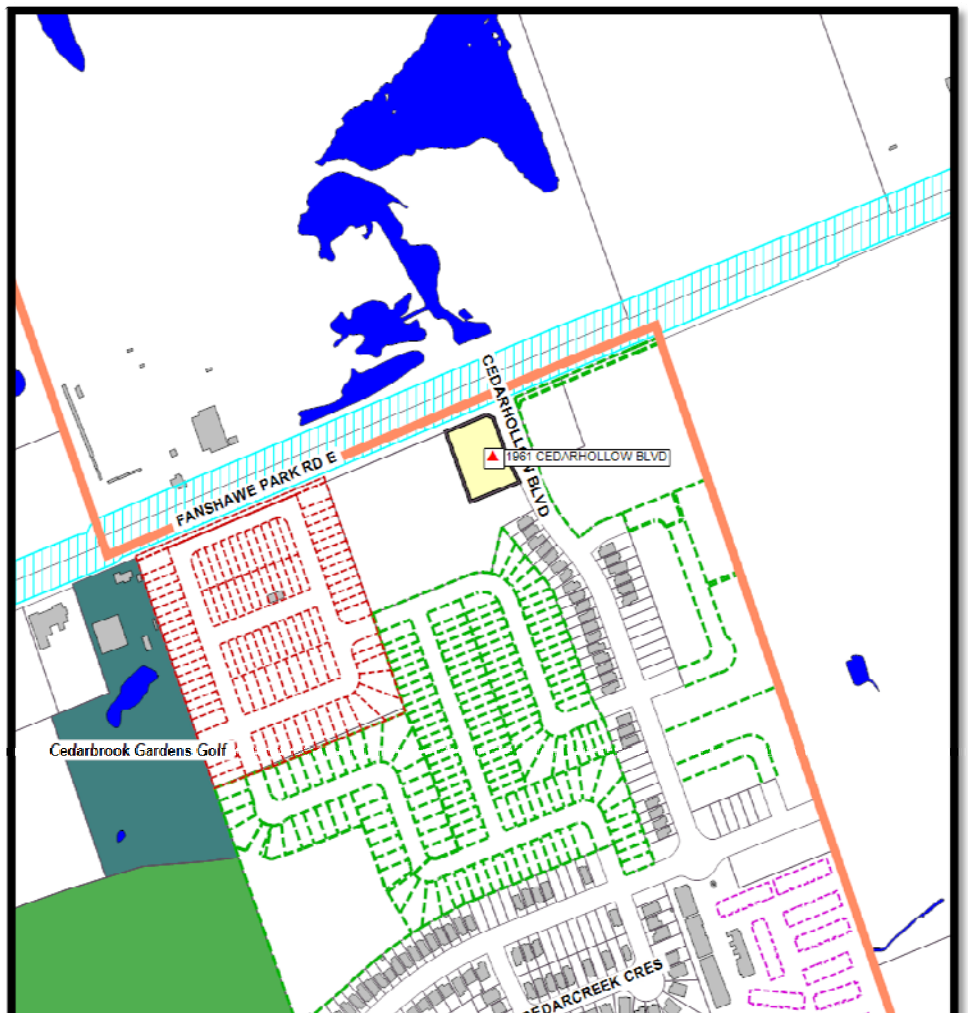 CEDARHOLLOW BLVD
1961 CEDARHOLLOW BLVD
FANSHAWE PARK RD E
Cedarbrook Gardens Golf
CEDARCREEK CRES